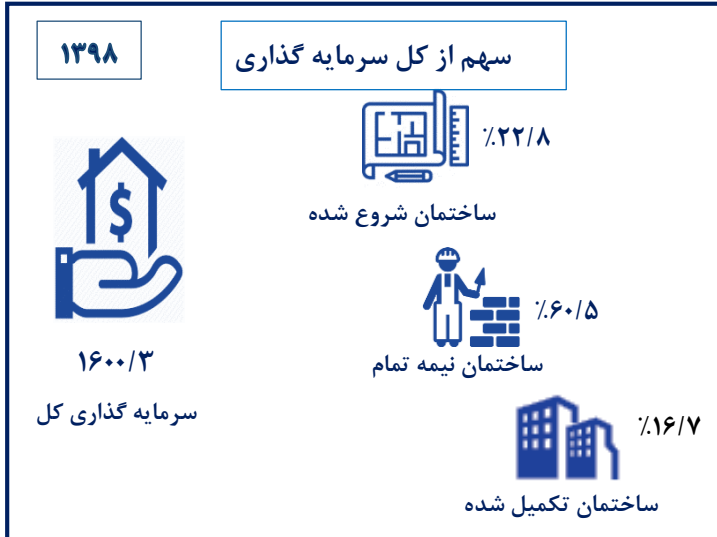 ۱۳۹۸
سهم از کل سرمایه گذاری
٪۲۲/۸
ساختمان شروع شده
٪۶۰/۵
ساختمان نیمه تمام
٪۱۶/۷
ساختمان تکمیل شده
$
۱۶۰۰/۳
سرمایه گذاری کل